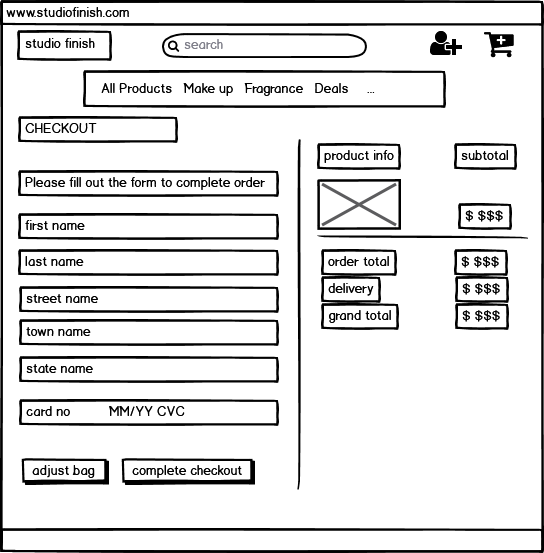 www.studiofinish.com
studio finish
search
All Products Make up Fragrance Deals ...
CHECKOUT
Please fill out the form to complete order
first name
last name
street name
town name
state name
card no MM/YY CVC
adjust bag
complete checkout
product info
subtotal
$ $$$
order total
$ $$$
delivery
$ $$$
grand total
$ $$$